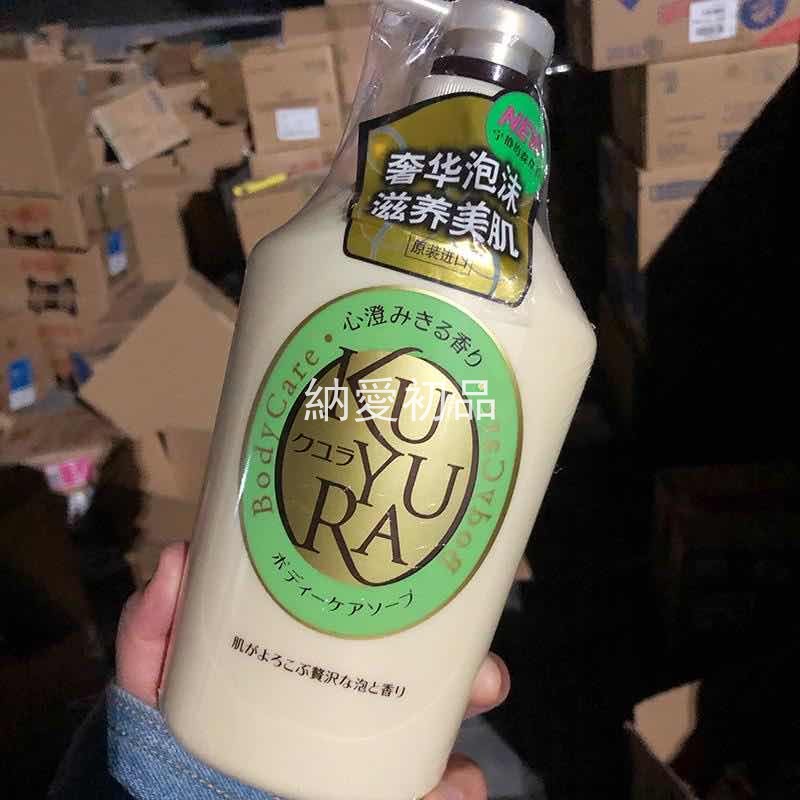 NEW
奢华泡沫
滋养美肌
原装进口
心澄みきる香り
BodyCare
KUYURA
クユラ
BodyCare
ボディーケアソープ
肌がよろこぶ贅沢な泡と香り
納愛初品